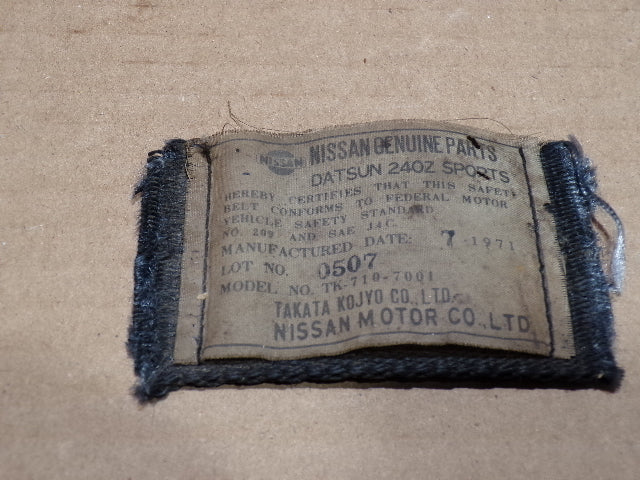 NISSAN NISSAN GENUINE PARTS
DATSUN 240Z SPORTS
HEREBY CERTIFIES THAT THIS SAFETY
BELT CONFORMS TO FEDERAL MOTOR
VEHICLE SAFETY STANDARD
NO. 209 AND SAE J4C.
MANUFACTURED DATE: 7 - 1971
LOT NO. 0507
MODEL NO. TK-710-7001
TAKATA KOJYO CO., LTD.
NISSAN MOTOR CO., LTD